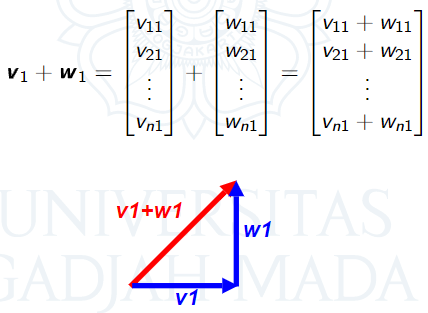 v₁ + w₁ = [v₁₁ v₂₁ ⋮ vₙ₁] + [w₁₁ w₂₁ ⋮ wₙ₁] = [v₁₁ + w₁₁ v₂₁ + w₂₁ ⋮ vₙ₁ + wₙ₁]
v1+w1
w1
v1
UNIVERSITAS
GADJAH MADA